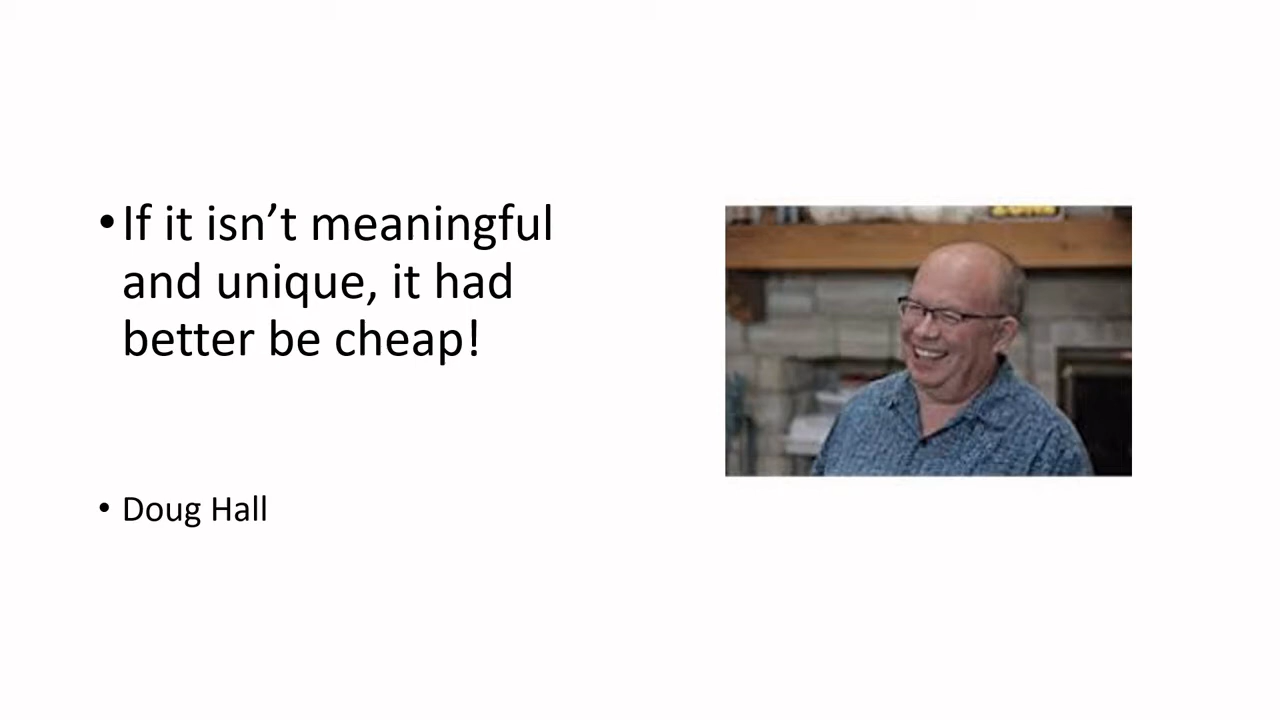 •If it isn’t meaningful
and unique, it had
better be cheap!
• Doug Hall